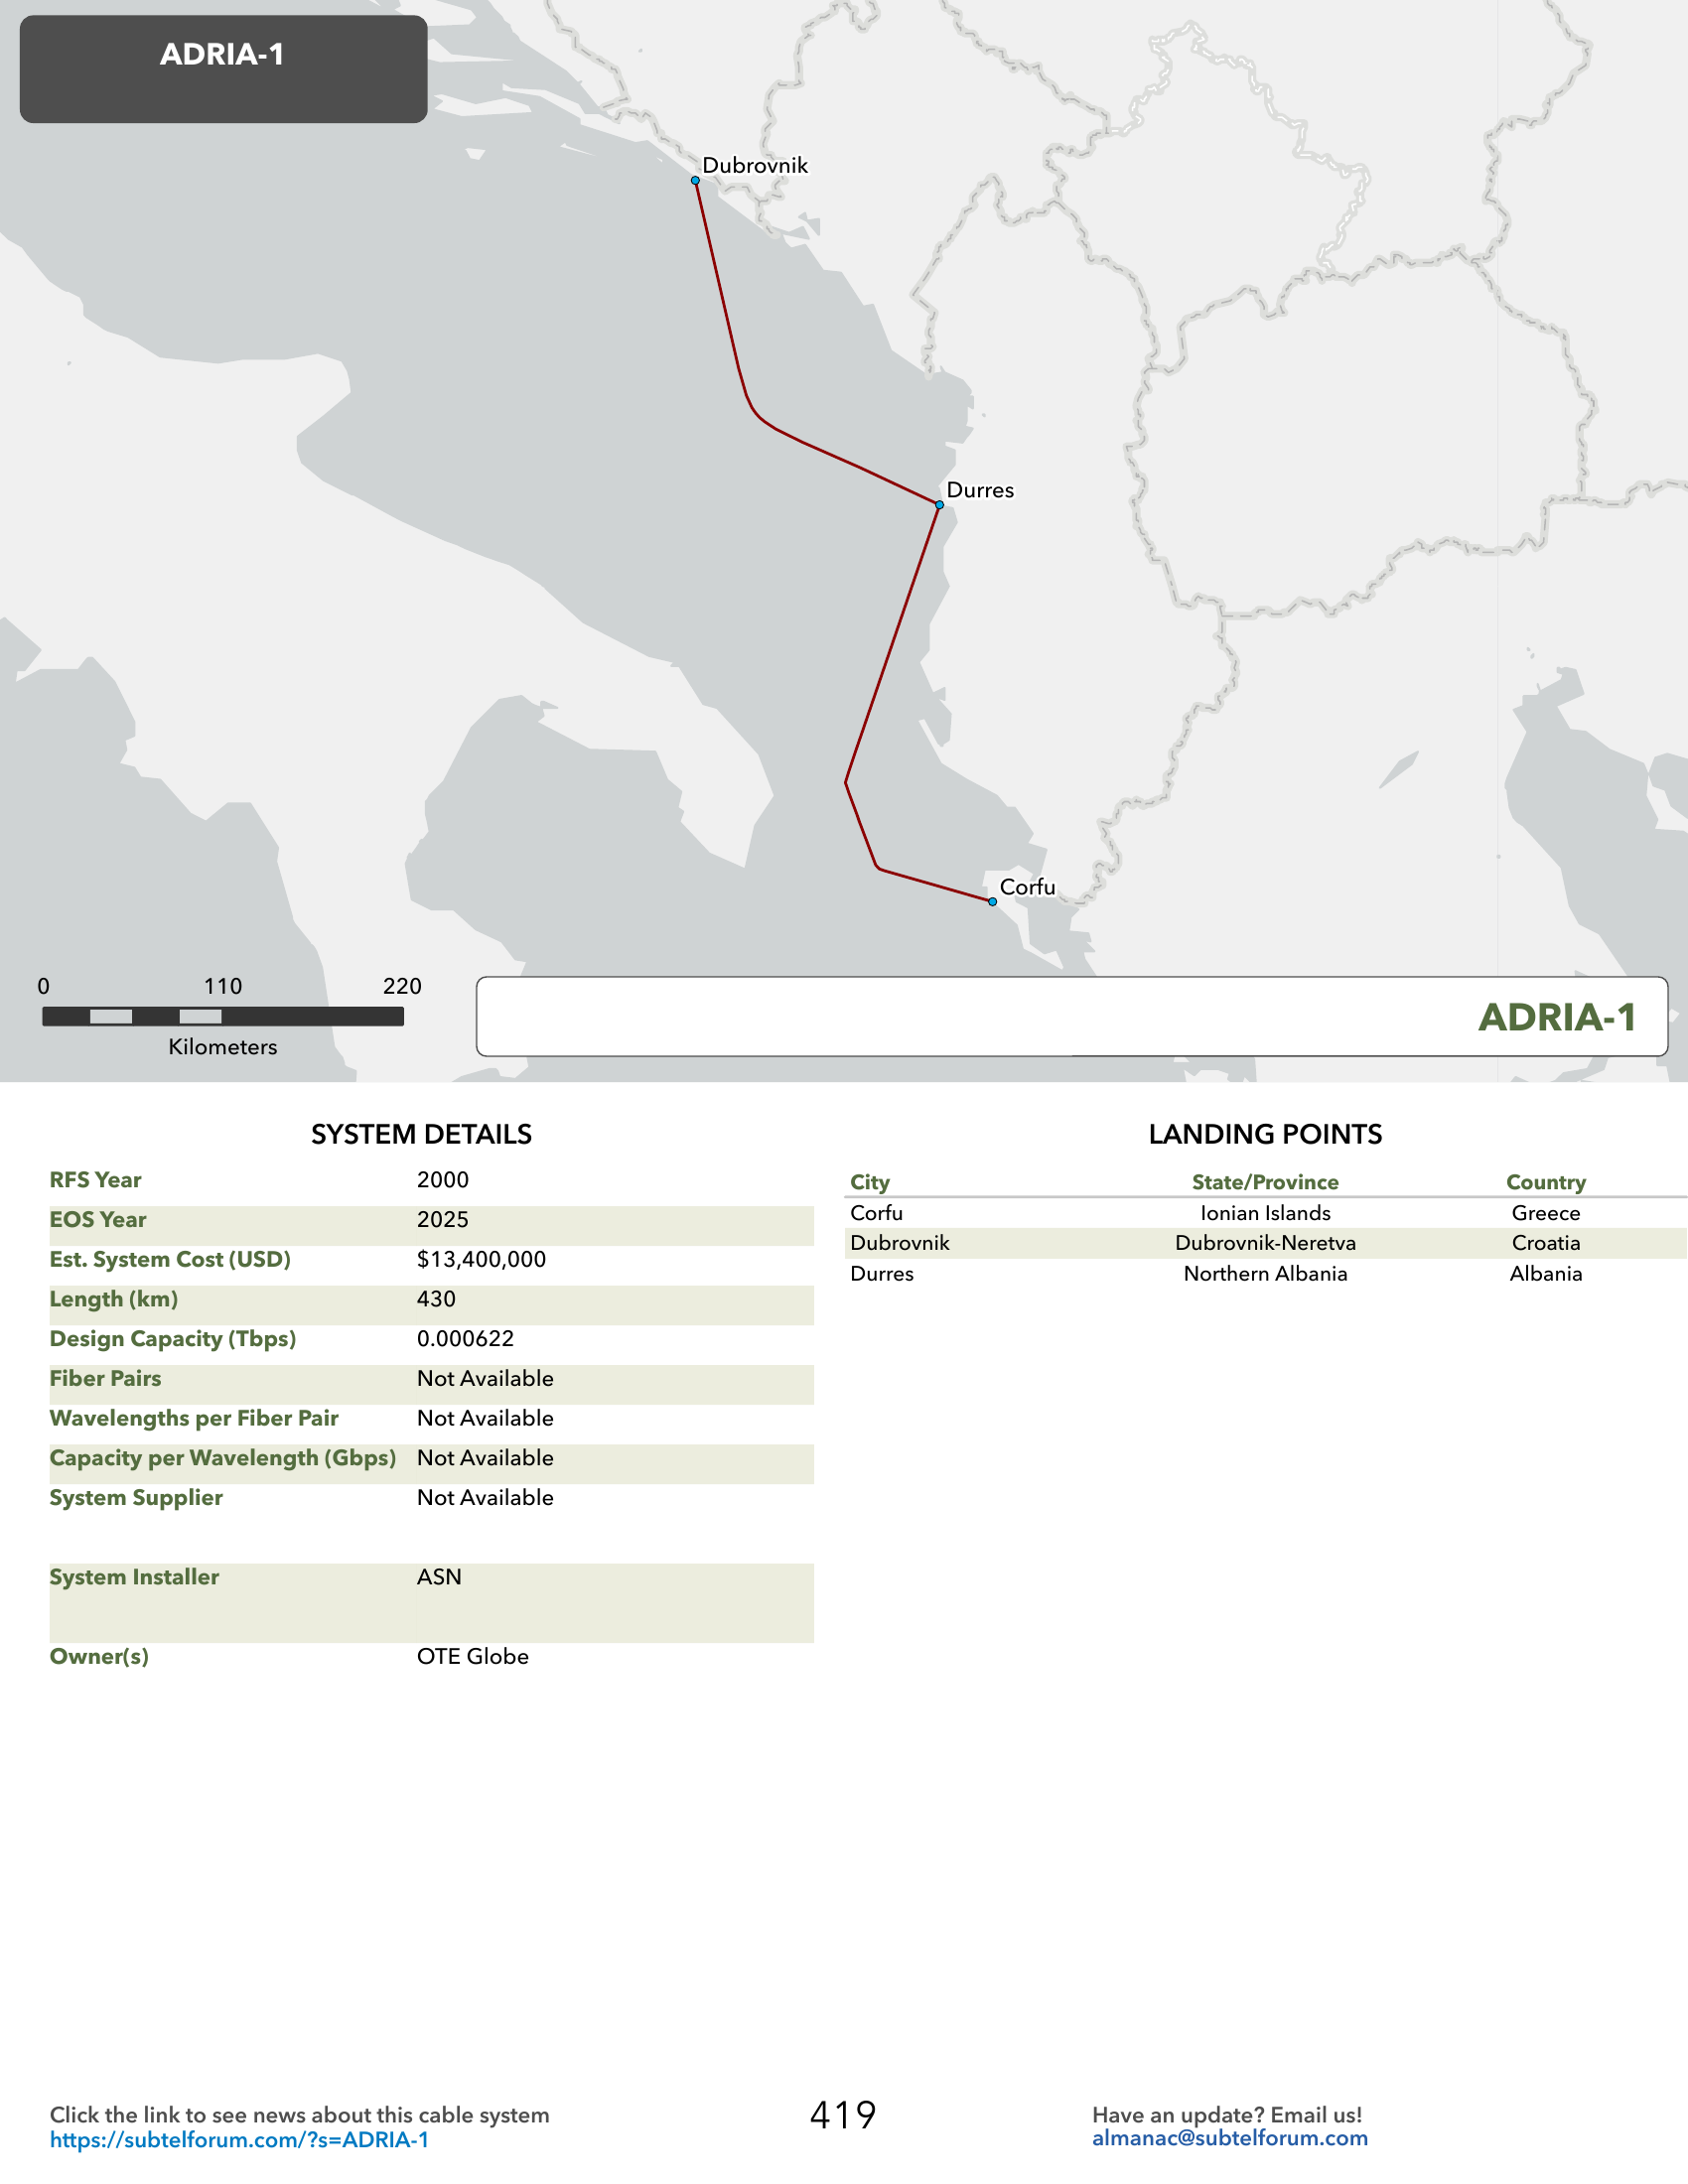 ADRIA-1
Dubrovnik
Durres
Corfu
0 110 220
Kilometers
ADRIA-1
SYSTEM DETAILS
RFS Year 2000
EOS Year 2025
Est. System Cost (USD) $13,400,000
Length (km) 430
Design Capacity (Tbps) 0.000622
Fiber Pairs Not Available
Wavelengths per Fiber Pair Not Available
Capacity per Wavelength (Gbps) Not Available
System Supplier Not Available
System Installer ASN
Owner(s) OTE Globe
LANDING POINTS
City State/Province Country
Corfu Ionian Islands Greece
Dubrovnik Dubrovnik-Neretva Croatia
Durres Northern Albania Albania
Click the link to see news about this cable system
https://subtelforum.com/?s=ADRIA-1
419
Have an update? Email us!
almanac@subtelforum.com